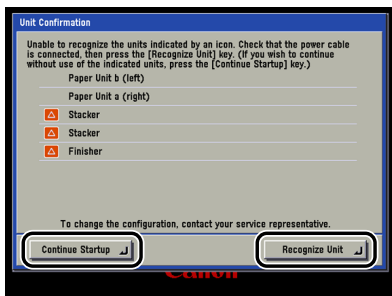 Unit Confirmation
Unable to recognize the units indicated by an icon. Check that the power cable
is connected, then press the [Recognize Unit] key. (If you wish to continue
without use of the indicated units, press the [Continue Startup] key.)
Paper Unit b (left)
Paper Unit a (right)
Stacker
Stacker
Finisher
To change the configuration, contact your service representative.
Continue Startup
Recognize Unit
Canon